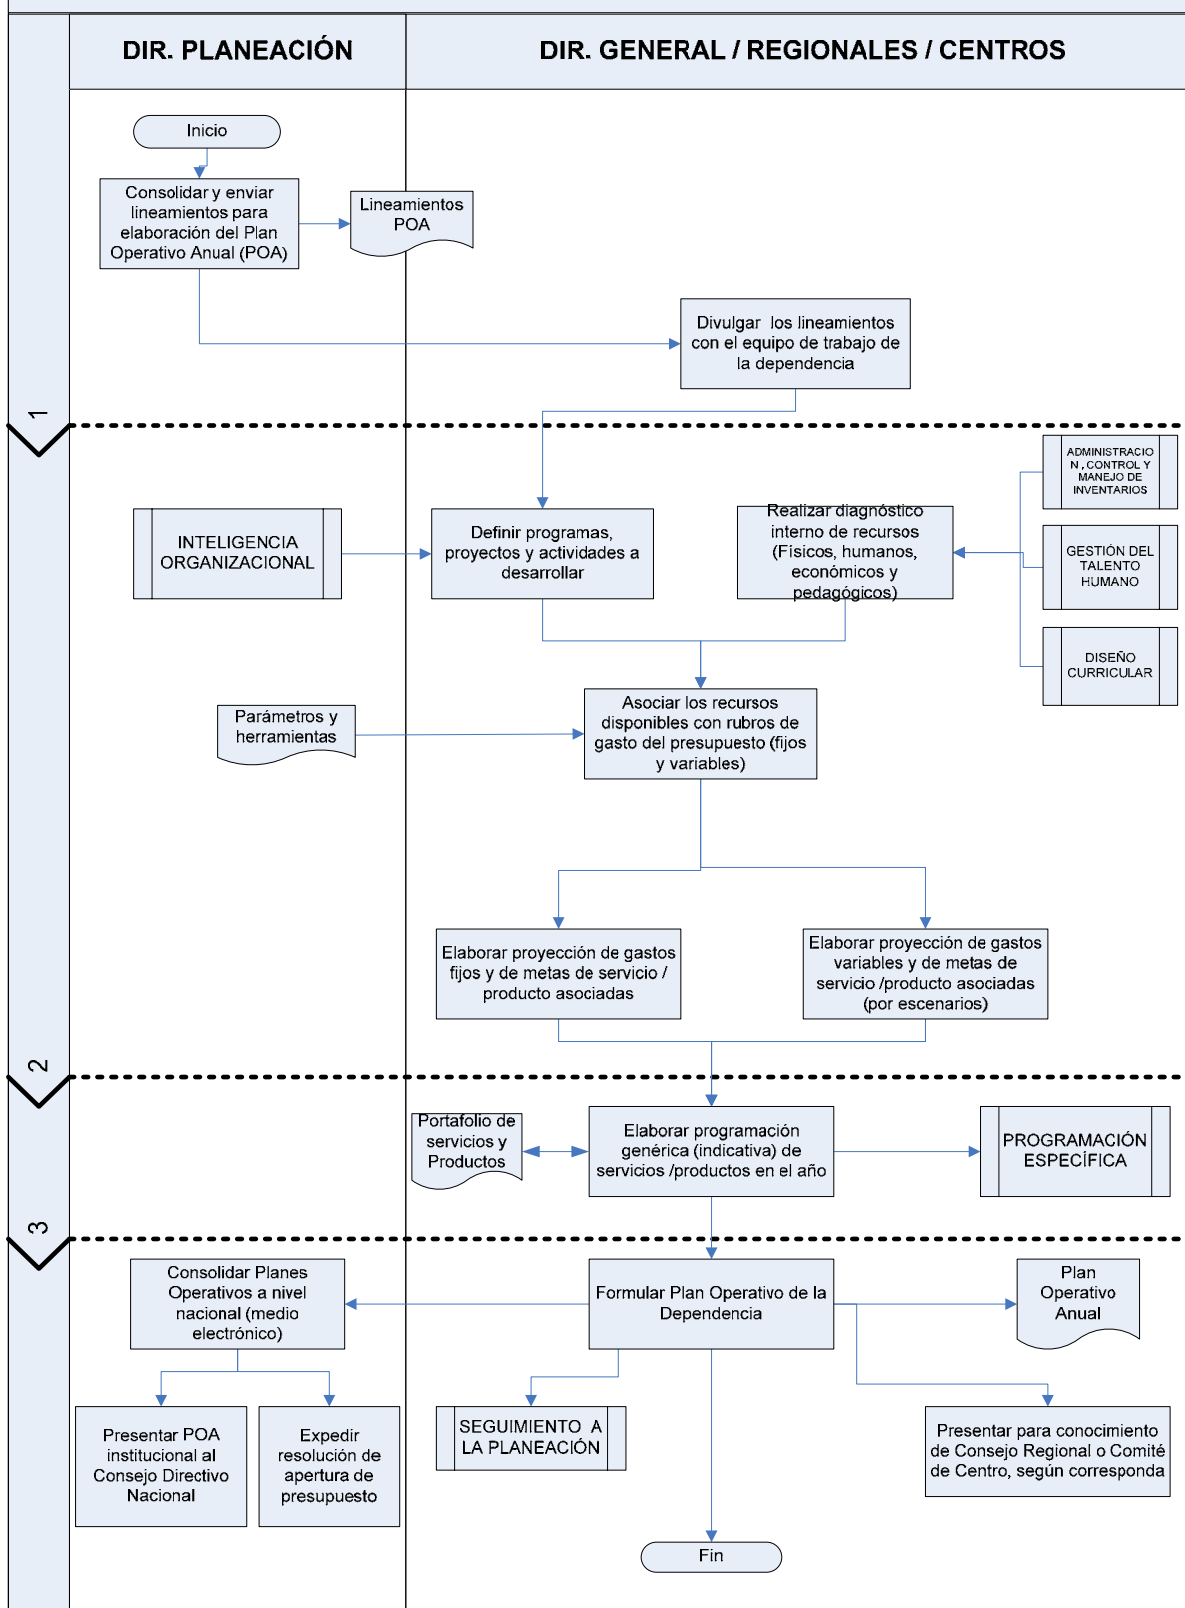 DIR. PLANEACIÓN
DIR. GENERAL / REGIONALES / CENTROS
Inicio
Consolidar y enviar
lineamientos para
elaboración del Plan
Operativo Anual (POA)
Lineamientos
POA
Divulgar los lineamientos
con el equipo de trabajo de
la dependencia
1
ADMINISTRACIO
N , CONTROL Y
MANEJO DE
INVENTARIOS
INTELIGENCIA
ORGANIZACIONAL
Definir programas,
proyectos y actividades a
desarrollar
Realizar diagnóstico
interno de recursos
(Físicos, humanos,
económicos y
pedagógicos)
GESTIÓN DEL
TALENTO
HUMANO
DISEÑO
CURRICULAR
Parámetros y
herramientas
Asociar los recursos
disponibles con rubros de
gasto del presupuesto (fijos
y variables)
Elaborar proyección de gastos
fijos y de metas de servicio /
producto asociadas
Elaborar proyección de gastos
variables y de metas de
servicio /producto asociadas
(por escenarios)
2
Portafolio de
servicios y
Productos
Elaborar programación
genérica (indicativa) de
servicios /productos en el año
PROGRAMACIÓN
ESPECÍFICA
3
Consolidar Planes
Operativos a nivel
nacional (medio
electrónico)
Formular Plan Operativo de la
Dependencia
Plan
Operativo
Anual
Presentar POA
institucional al
Consejo Directivo
Nacional
Expedir
resolución de
apertura de
presupuesto
SEGUIMIENTO A
LA PLANEACIÓN
Presentar para conocimiento
de Consejo Regional o Comité
de Centro, según corresponda
Fin